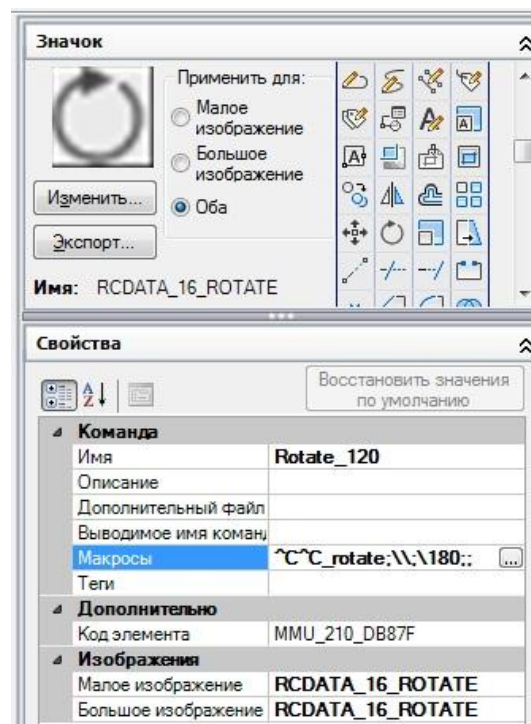 Значок
Применить для:
Малое изображение
Большое изображение
Оба
Изменить...
Экспорт...
Имя: RCDATA_16_ROTATE
Свойства
Восстановить значения по умолчанию
Команда
Имя Rotate_120
Описание
Дополнительный файл
Выводимое имя коман
Макросы ^C^C_rotate;\\;\180;; ...
Теги
Дополнительно
Код элемента MMU_210_DB87F
Изображения
Малое изображение RCDATA_16_ROTATE
Большое изображение RCDATA_16_ROTATE